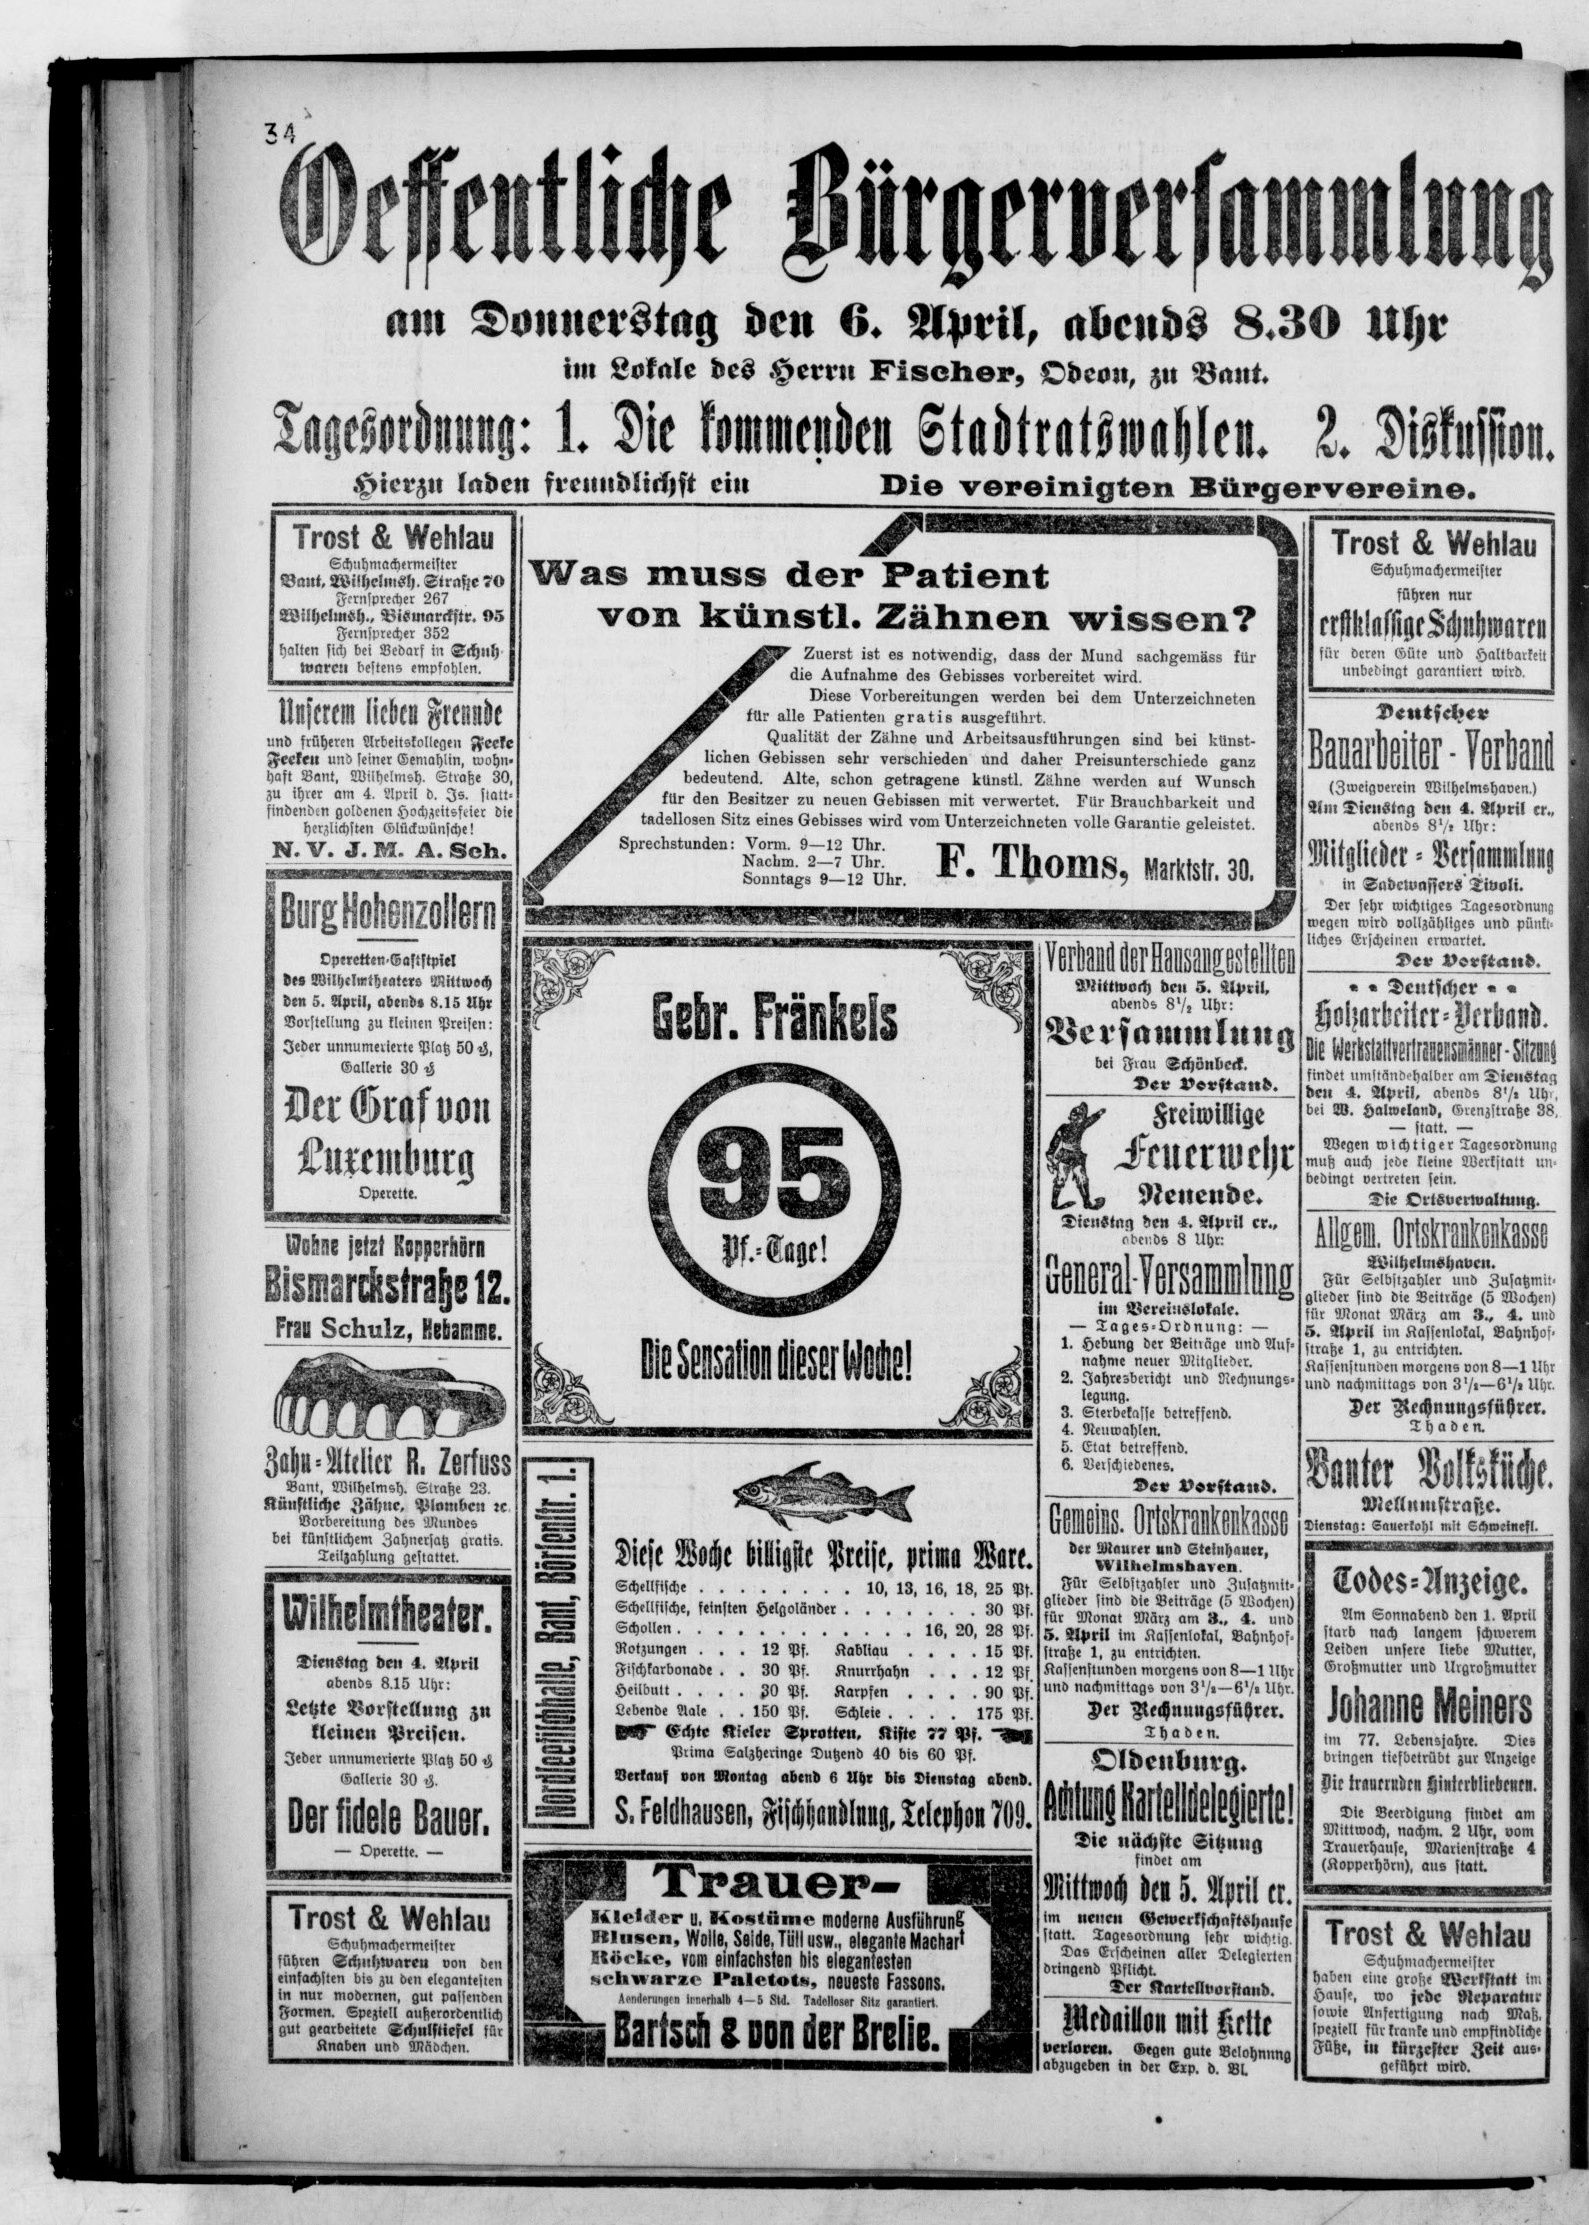 34
Oeffentliche Bürgerversammlung
am Donnerstag den 6. April, abends 8.30 Uhr
im Lokale des Herrn Fischer, Odeon, zu Bant.
Tagesordnung: 1. Die kommenden Stadtratswahlen. 2. Diskussion.
Hierzu laden freundlichst ein Die vereinigten Bürgervereine.
Trost & Wehlau
Schuhmachermeister
Bant, Wilhelmsh. Straße 70
Fernsprecher 267
Wilhelmsh., Bismarckstr. 95
Fernsprecher 352
halten sich bei Bedarf in Schuh-
waren bestens empfohlen.
Unserem lieben Freunde
und früheren Arbeitskollegen Feeke
Feeken und seiner Gemahlin, wohn-
haft Bant, Wilhelmsh. Straße 30,
zu ihrer am 4. April d. Js. statt-
findenden goldenen Hochzeitsfeier die
herzlichsten Glückwünsche!
N. V. J. M. A. Sch.
Burg Hohenzollern
Operetten-Gastspiel
des Wilhelmtheaters Mittwoch
den 5. April, abends 8.15 Uhr
Vorstellung zu kleinen Preisen:
Jeder unnumerierte Platz 50 ₰,
Gallerie 30 ₰
Der Graf von
Luxemburg
Operette.
Wohne jetzt Kopperhörn
Bismarckstraße 12.
Frau Schulz, Hebamme.
Zahn-Atelier R. Zerfuss
Bant, Wilhelmsh. Straße 23.
Künstliche Zähne, Plomben ꝛc.
Vorbereitung des Mundes
bei künstlichem Zahnersatz gratis.
Teilzahlung gestattet.
Wilhelmtheater.
Dienstag den 4. April
abends 8.15 Uhr:
Letzte Vorstellung zu
kleinen Preisen.
Jeder unnumerierte Platz 50 ₰
Gallerie 30 ₰.
Der fidele Bauer.
— Operette. —
Trost & Wehlau
Schuhmachermeister
führen Schuhwaren von den
einfachsten bis zu den elegantesten
in nur modernen, gut passenden
Formen. Speziell außerordentlich
gut gearbeitete Schulstiefel für
Knaben und Mädchen.
Was muss der Patient
von künstl. Zähnen wissen?
Zuerst ist es notwendig, dass der Mund sachgemäss für
die Aufnahme des Gebisses vorbereitet wird.
Diese Vorbereitungen werden bei dem Unterzeichneten
für alle Patienten gratis ausgeführt.
Qualität der Zähne und Arbeitsausführungen sind bei künst-
lichen Gebissen sehr verschieden und daher Preisunterschiede ganz
bedeutend. Alte, schon getragene künstl. Zähne werden auf Wunsch
für den Besitzer zu neuen Gebissen mit verwertet. Für Brauchbarkeit und
tadellosen Sitz eines Gebisses wird vom Unterzeichneten volle Garantie geleistet.
Sprechstunden: Vorm. 9—12 Uhr.
Nachm. 2—7 Uhr.
Sonntags 9—12 Uhr.
F. Thoms, Marktstr. 30.
Gebr. Fränkels
95
Pf.-Tage!
Die Sensation dieser Woche!
Nordseefischhalle, Bant, Börsenstr. 1.
Diese Woche billigste Preise, prima Ware.
Schellfische . . . . . . . . 10, 13, 16, 18, 25 Pf.
Schellfische, feinsten Helgoländer . . . . . . . 30 Pf.
Schollen . . . . . . . . . . . . 16, 20, 28 Pf.
Rotzungen . . . 12 Pf. Kabliau . . . . 15 Pf.
Fischkarbonade . . 30 Pf. Knurrhahn . . . 12 Pf.
Heilbutt . . . . 30 Pf. Karpfen . . . . 90 Pf.
Lebende Aale . . 150 Pf. Schleie . . . . 175 Pf.
Echte Kieler Sprotten, Kiste 77 Pf.
Prima Salzheringe Dutzend 40 bis 60 Pf.
Verkauf von Montag abend 6 Uhr bis Dienstag abend.
S. Feldhausen, Fischhandlung, Telephon 709.
Trauer-
Kleider u. Kostüme moderne Ausführung
Blusen, Wolle, Seide, Tüll usw., elegante Machart
Röcke, vom einfachsten bis elegantesten
schwarze Paletots, neueste Fassons.
Aenderungen innerhalb 4—5 Std. Tadelloser Sitz garantiert.
Bartsch & von der Brelie.
Verband der Hausangestellten
Mittwoch den 5. April,
abends 8½ Uhr:
Versammlung
bei Frau Schönbeck.
Der Vorstand.
Freiwillige
Feuerwehr
Neuende.
Dienstag den 4. April cr.,
abends 8 Uhr:
General-Versammlung
im Vereinslokale.
— Tages-Ordnung: —
1. Hebung der Beiträge und Auf-
nahme neuer Mitglieder.
2. Jahresbericht und Rechnungs-
legung.
3. Sterbekasse betreffend.
4. Neuwahlen.
5. Etat betreffend.
6. Verschiedenes.
Der Vorstand.
Gemeins. Ortskrankenkasse
der Maurer und Steinhauer,
Wilhelmshaven.
Für Selbstzahler und Zusatzmit-
glieder sind die Beiträge (5 Wochen)
für Monat März am 3., 4. und
5. April im Kassenlokal, Bahnhof-
straße 1, zu entrichten.
Kassenstunden morgens von 8—1 Uhr
und nachmittags von 3½—6½ Uhr.
Der Rechnungsführer.
Thaden.
Oldenburg.
Achtung Kartelldelegierte!
Die nächste Sitzung
findet am
Mittwoch den 5. April cr.
im neuen Gewerkschaftshause
statt. Tagesordnung sehr wichtig.
Das Erscheinen aller Delegierten
dringend Pflicht.
Der Kartellvorstand.
Medaillon mit Kette
verloren. Gegen gute Belohnung
abzugeben in der Exp. d. Bl.
Trost & Wehlau
Schuhmachermeister
führen nur
erstklassige Schuhwaren
für deren Güte und Haltbarkeit
unbedingt garantiert wird.
Deutscher
Bauarbeiter-Verband
(Zweigverein Wilhelmshaven.)
Am Dienstag den 4. April cr.,
abends 8½ Uhr:
Mitglieder-Versammlung
in Sadewassers Tivoli.
Der sehr wichtiges Tagesordnung
wegen wird vollzähliges und pünkt-
liches Erscheinen erwartet.
Der Vorstand.
Deutscher
Holzarbeiter-Verband.
Die Werkstattvertrauensmänner-Sitzung
findet umständehalber am Dienstag
den 4. April, abends 8½ Uhr,
bei W. Halweland, Grenzstraße 38,
— statt. —
Wegen wichtiger Tagesordnung
muß auch jede kleine Werkstatt un-
bedingt vertreten sein.
Die Ortsverwaltung.
Allgem. Ortskrankenkasse
Wilhelmshaven.
Für Selbstzahler und Zusatzmit-
glieder sind die Beiträge (5 Wochen)
für Monat März am 3., 4. und
5. April im Kassenlokal, Bahnhof-
straße 1, zu entrichten.
Kassenstunden morgens von 8—1 Uhr
und nachmittags von 3½—6½ Uhr.
Der Rechnungsführer.
Thaden.
Banter Volksküche.
Mellumstraße.
Dienstag: Sauerkohl mit Schweinefl.
Todes-Anzeige.
Am Sonnabend den 1. April
starb nach langem schwerem
Leiden unsere liebe Mutter,
Großmutter und Urgroßmutter
Johanne Meiners
im 77. Lebensjahre. Dies
bringen tiefbetrübt zur Anzeige
Die trauernden Hinterbliebenen.
Die Beerdigung findet am
Mittwoch, nachm. 2 Uhr, vom
Trauerhause, Marienstraße 4
(Kopperhörn), aus statt.
Trost & Wehlau
Schuhmachermeister
haben eine große Werkstatt im
Hause, wo jede Reparatur
sowie Anfertigung nach Maß,
speziell für kranke und empfindliche
Füße, in kürzester Zeit aus-
geführt wird.